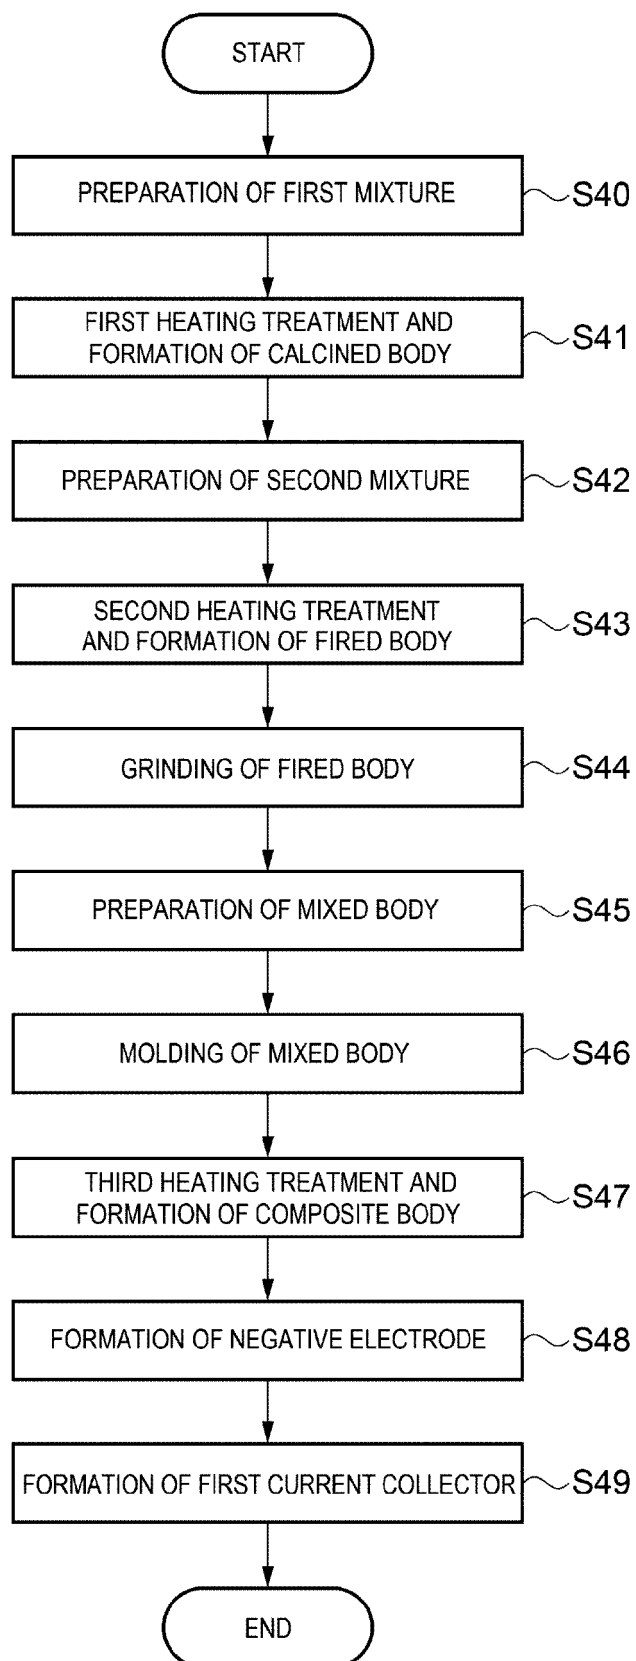 START
PREPARATION OF FIRST MIXTURE
S40
FIRST HEATING TREATMENT AND
FORMATION OF CALCINED BODY
S41
PREPARATION OF SECOND MIXTURE
S42
SECOND HEATING TREATMENT
AND FORMATION OF FIRED BODY
S43
GRINDING OF FIRED BODY
S44
PREPARATION OF MIXED BODY
S45
MOLDING OF MIXED BODY
S46
THIRD HEATING TREATMENT AND
FORMATION OF COMPOSITE BODY
S47
FORMATION OF NEGATIVE ELECTRODE
S48
FORMATION OF FIRST CURRENT COLLECTOR
S49
END